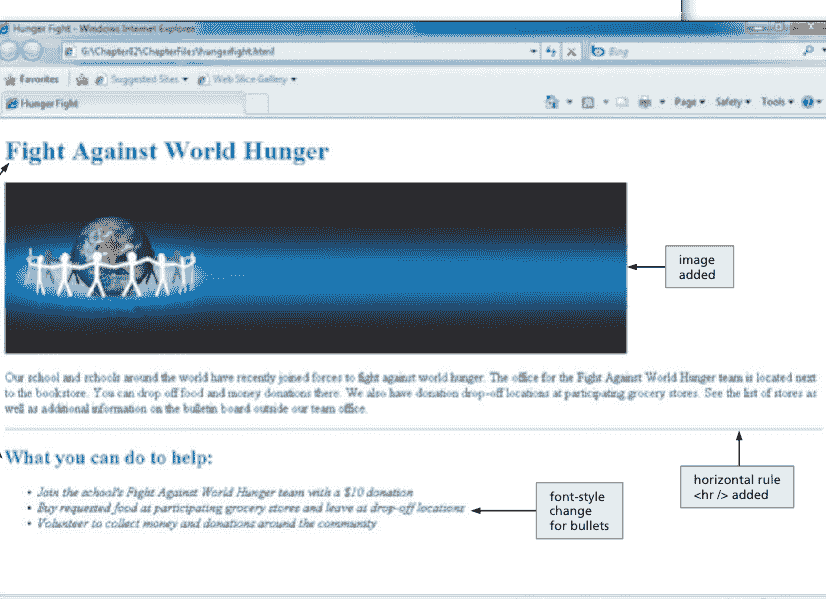 Hunger Fight - Windows Internet Explorer
G:\Chapter02\ChapterFiles\hungerfight.html
Bing
Favorites Suggested Sites Web Slice Gallery
Hunger Fight
Page Safety Tools
Fight Against World Hunger
image
added
Our school and schools around the world have recently joined forces to fight against world hunger. The office for the Fight Against World Hunger team is located next
to the bookstore. You can drop off food and money donations there. We also have donation drop-off locations at participating grocery stores. See the list of stores as
well as additional information on the bulletin board outside our team office.
What you can do to help:
horizontal rule
<hr /> added
• Join the school's Fight Against World Hunger team with a $10 donation
• Buy requested food at participating grocery stores and leave at drop-off locations
• Volunteer to collect money and donations around the community
font-style
change
for bullets